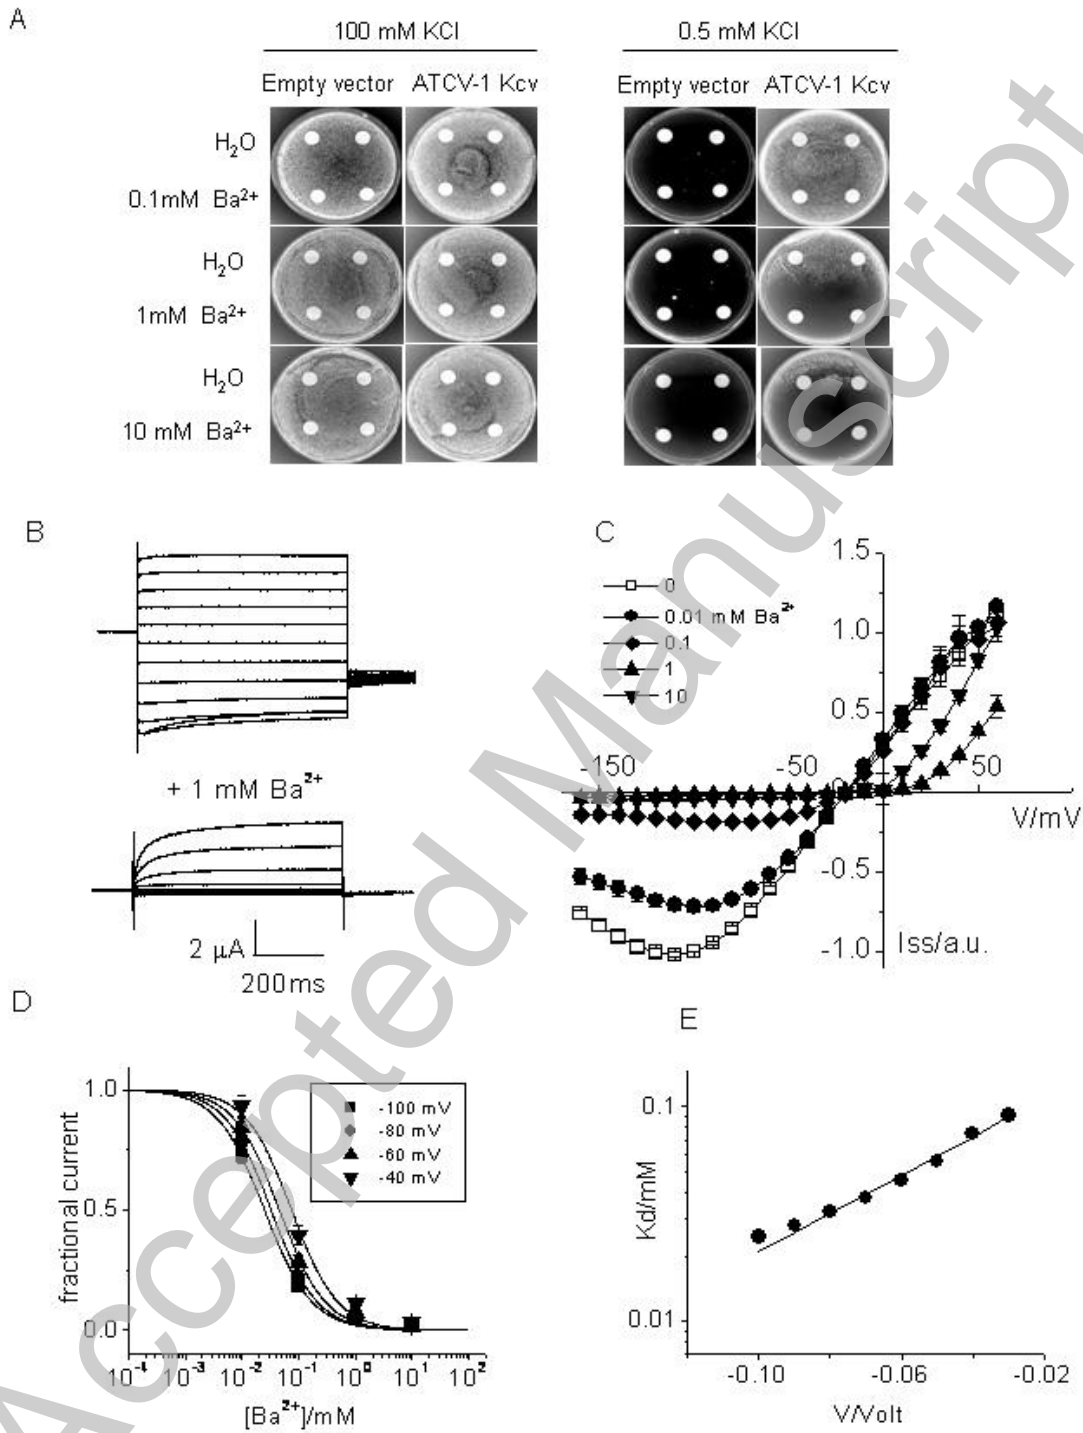 A
100 mM KCl
0.5 mM KCl
Empty vector
ATCV-1 Kcv
Empty vector
ATCV-1 Kcv
H₂O
0.1mM Ba²⁺
H₂O
1mM Ba²⁺
H₂O
10 mM Ba²⁺
B
+ 1 mM Ba²⁺
2 µA
200ms
C
0
0.01 mM Ba²⁺
0.1
1
10
1.5
1.0
0.5
0
-0.5
-1.0
-150
-50
50
V/mV
Iss/a.u.
D
fractional current
1.0
0.5
0.0
-100 mV
-80 mV
-60 mV
-40 mV
10⁻⁴
10⁻³
10⁻²
10⁻¹
10⁰
10¹
10²
[Ba²⁺]/mM
E
Kd/mM
0.1
0.01
-0.10
-0.06
-0.02
V/Volt
Accepted Manuscript